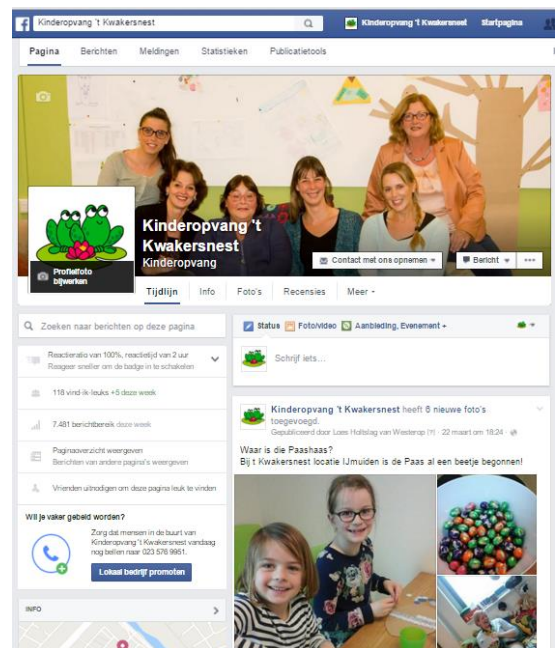 Kinderopvang 't Kwakersnest
Kinderopvang 't Kwakersnest Startpagina
Pagina Berichten Meldingen Statistieken Publicatietools
Kinderopvang 't
Kwakersnest
Kinderopvang
Profielfoto
bijwerken
Contact met ons opnemen
Bericht
Tijdlijn Info Foto's Recensies Meer
Zoeken naar berichten op deze pagina
Reactieratio van 100%, reactietijd van 2 uur
Reageer sneller om de badge in te schakelen
118 vind-ik-leuks +5 deze week
7.481 berichtbereik deze week
Paginaoverzicht weergeven
Berichten van andere pagina's weergeven
Vrienden uitnodigen om deze pagina leuk te vinden
Wil je vaker gebeld worden?
Zorg dat mensen in de buurt van
Kinderopvang 't Kwakersnest vandaag
nog bellen naar 023 576 9951.
Lokaal bedrijf promoten
INFO
Status Foto/video Aanbieding, Evenement +
Schrijf iets...
Kinderopvang 't Kwakersnest heeft 6 nieuwe foto's
toegevoegd.
Gepubliceerd door Loes Holtslag van Westerop [?] · 22 maart om 18:24
Waar is die Paashaas?
Bij t Kwakersnest locatie IJmuiden is de Paas al een beetje begonnen!